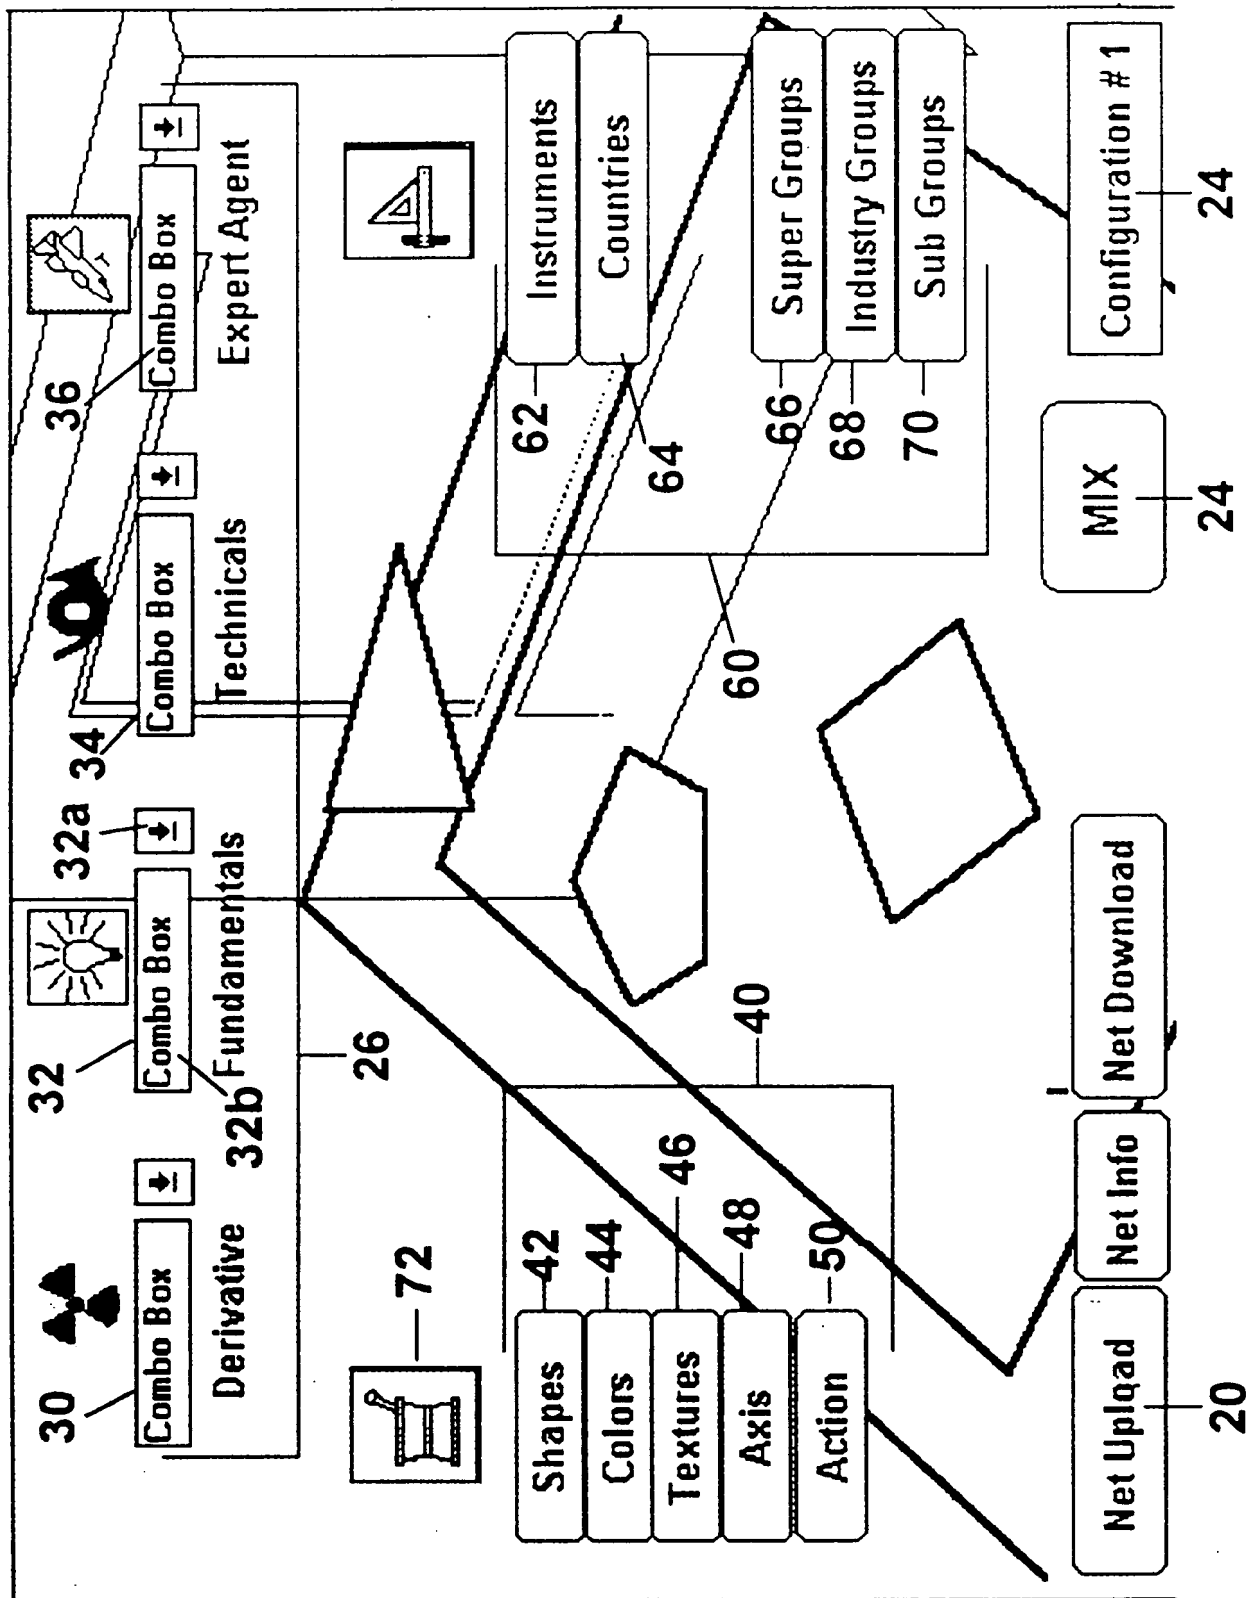 30
32
32a
34
36
Combo Box
Combo Box
Combo Box
Combo Box
32b
Derivative
Fundamentals
Technicals
Expert Agent
26
72
Shapes
42
Colors
44
Textures
46
Axis
48
Action
50
40
60
62
Instruments
64
Countries
66
Super Groups
68
Industry Groups
70
Sub Groups
Net Upload
Net Info
Net Download
MIX
Configuration # 1
20
24
24